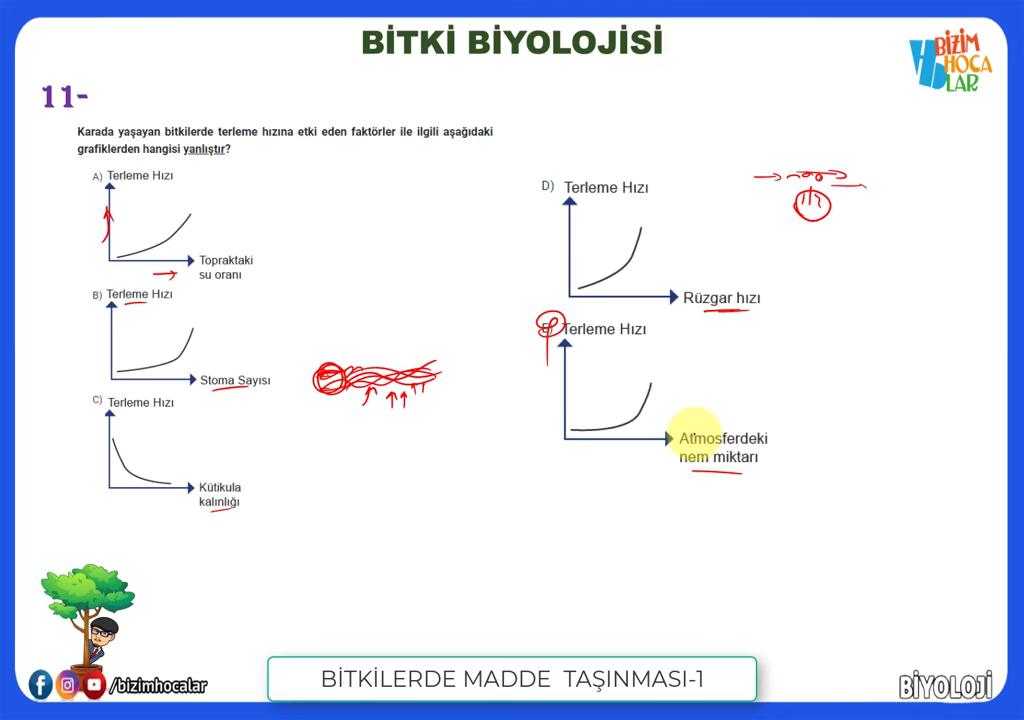 BİTKİ BİYOLOJİSİ
BİZİM
HOCA
LAR
11-
Karada yaşayan bitkilerde terleme hızına etki eden faktörler ile ilgili aşağıdaki
grafiklerden hangisi yanlıştır?
A) Terleme Hızı
Topraktaki
su oranı
B) Terleme Hızı
Stoma Sayısı
C) Terleme Hızı
Kütikula
kalınlığı
D) Terleme Hızı
Rüzgar hızı
E) Terleme Hızı
Atmosferdeki
nem miktarı
/bizimhocalar
BİTKİLERDE MADDE TAŞINMASI-1
BİYOLOJİ